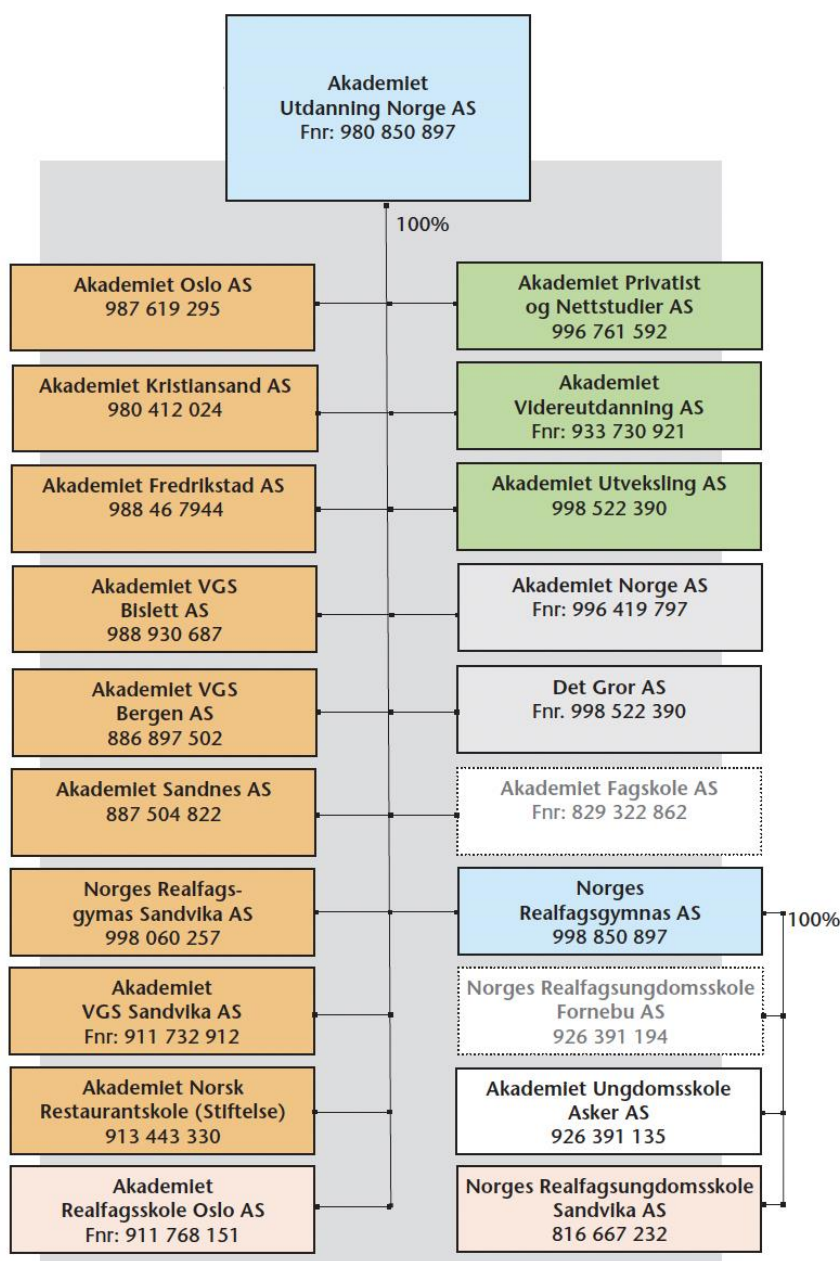 Akademiet
Utdanning Norge AS
Fnr: 980 850 897
100%
Akademiet Oslo AS
987 619 295
Akademiet Privatist
og Nettstudier AS
996 761 592
Akademiet Kristiansand AS
980 412 024
Akademiet
Videreutdanning AS
Fnr: 933 730 921
Akademiet Fredrikstad AS
988 46 7944
Akademiet Utveksling AS
998 522 390
Akademiet VGS
Bislett AS
988 930 687
Akademiet Norge AS
Fnr: 996 419 797
Akademiet VGS
Bergen AS
886 897 502
Det Gror AS
Fnr. 998 522 390
Akademiet Sandnes AS
887 504 822
Akademiet Fagskole AS
Fnr: 829 322 862
Norges Realfags-
gymas Sandvika AS
998 060 257
Norges
Realfagsgymnas AS
998 850 897
100%
Akademiet
VGS Sandvika AS
Fnr: 911 732 912
Norges Realfagsungdomsskole
Fornebu AS
926 391 194
Akademiet Norsk
Restaurantskole (Stiftelse)
913 443 330
Akademiet Ungdomsskole
Asker AS
926 391 135
Akademiet
Realfagsskole Oslo AS
Fnr: 911 768 151
Norges Realfagsungdomsskole
Sandvika AS
816 667 232